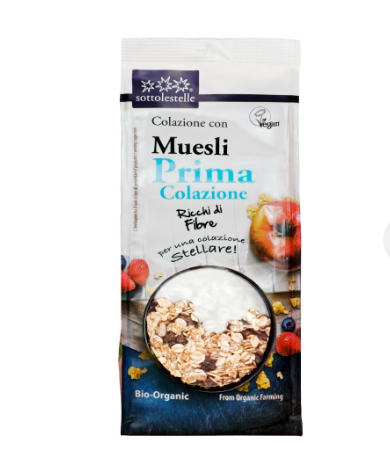 sottolestelle
Colazione con
vegan
Muesli
Prima
Colazione
Ricchi di
Fibre
per una colazione
Stellare!
Bio-Organic
From Organic Farming